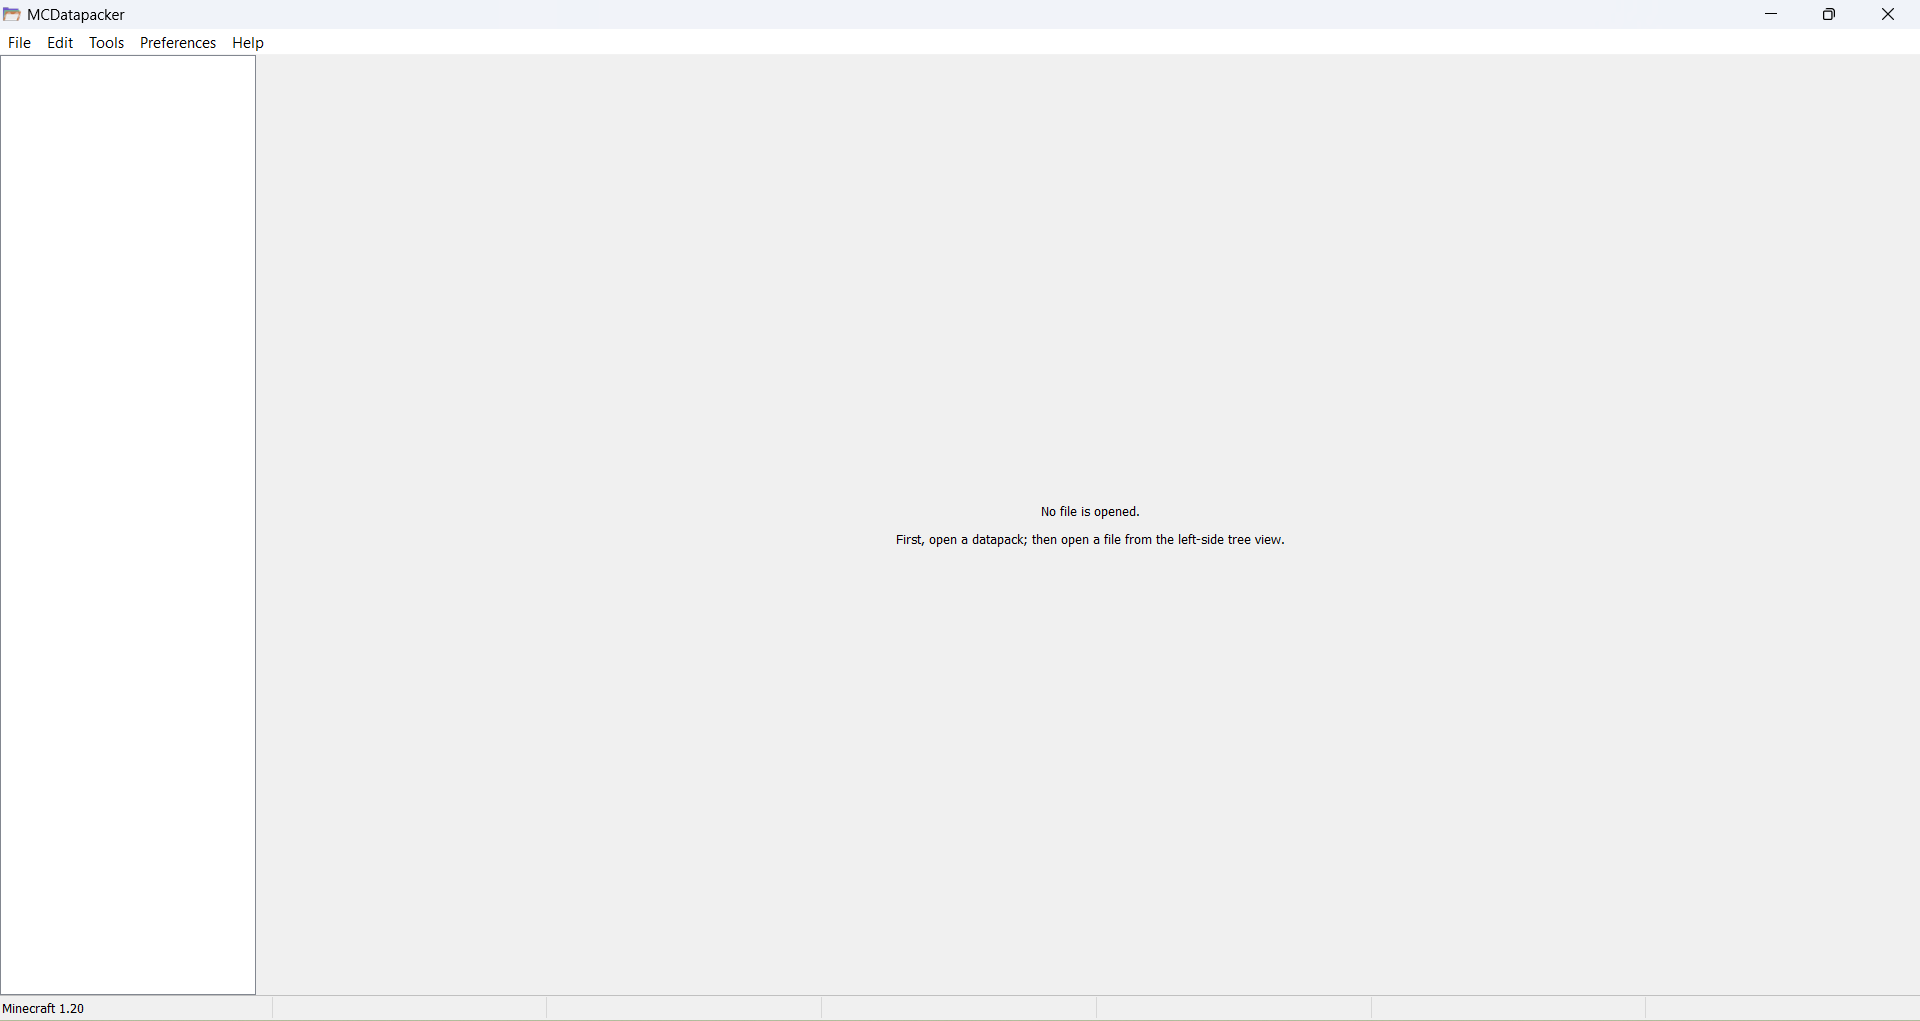 MCDatapacker
File Edit Tools Preferences Help
No file is opened.
First, open a datapack; then open a file from the left-side tree view.
Minecraft 1.20